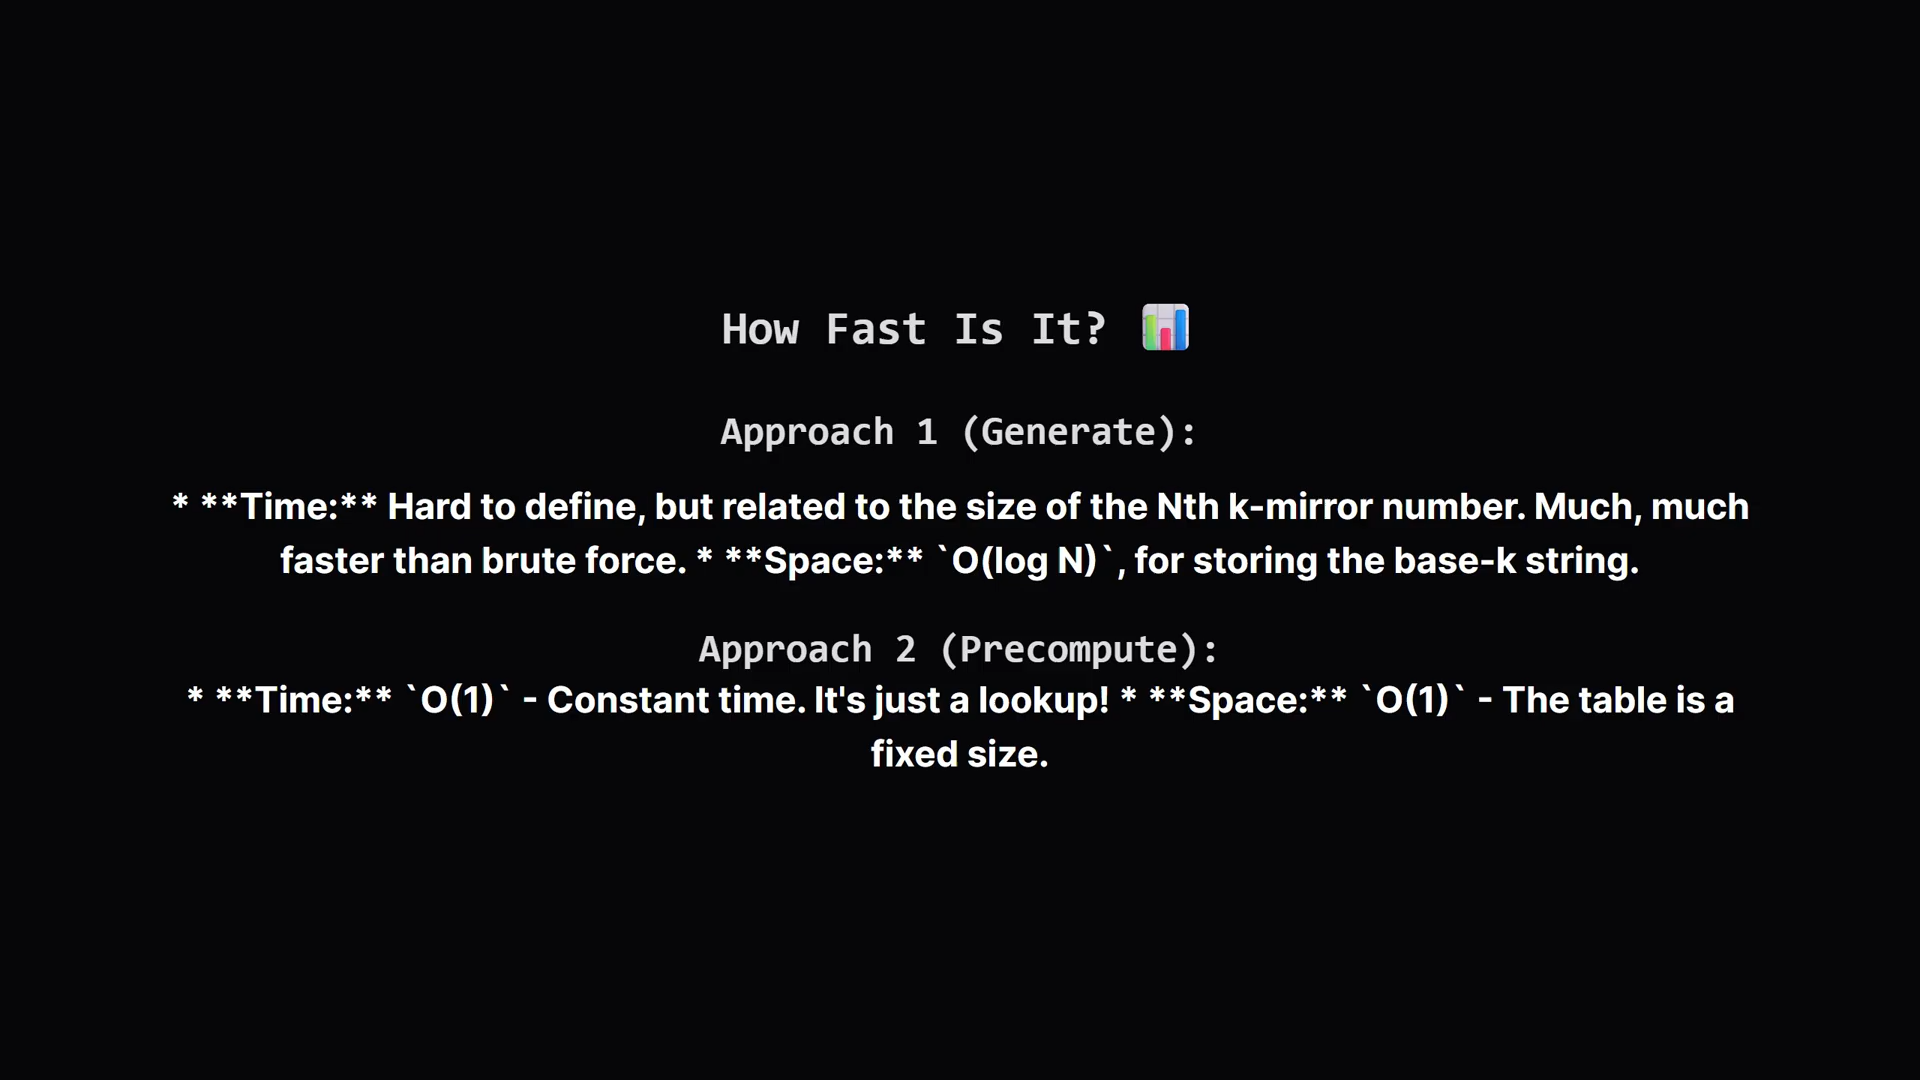 How Fast Is It? 📊
Approach 1 (Generate):
* **Time:** Hard to define, but related to the size of the Nth k-mirror number. Much, much
faster than brute force. * **Space:** `O(log N)`, for storing the base-k string.
Approach 2 (Precompute):
* **Time:** `O(1)` - Constant time. It's just a lookup! * **Space:** `O(1)` - The table is a
fixed size.